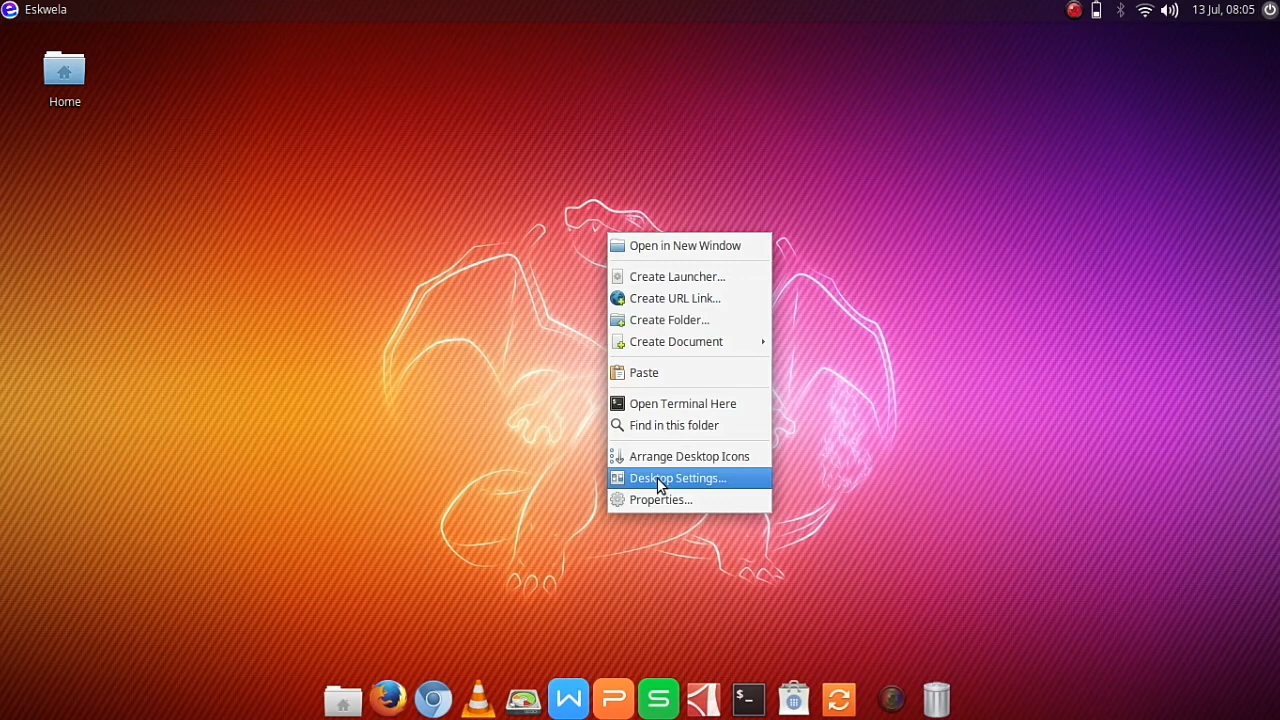 Eskwela
13 Jul, 08:05
Home
Open in New Window
Create Launcher...
Create URL Link...
Create Folder...
Create Document
Paste
Open Terminal Here
Find in this folder
Arrange Desktop Icons
Desktop Settings...
Properties...
W
P
S